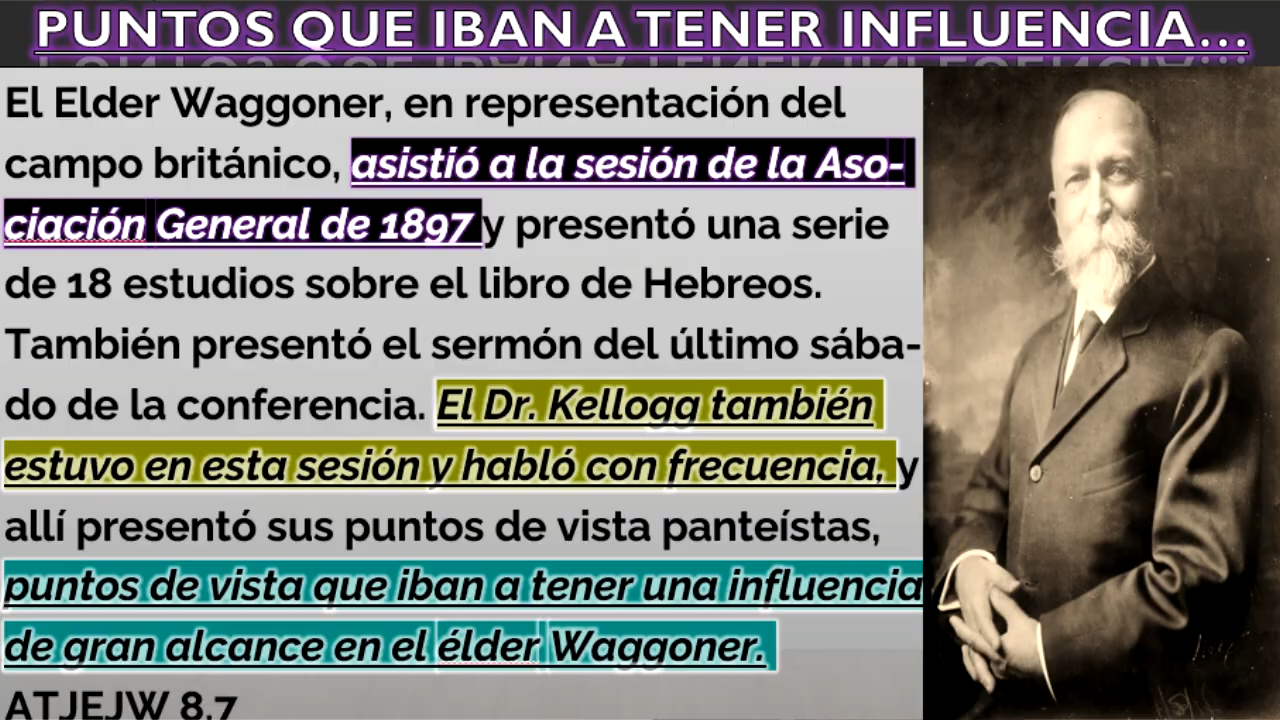 PUNTOS QUE IBAN A TENER INFLUENCIA...
El Elder Waggoner, en representación del
campo británico, asistió a la sesión de la Aso-
ciación General de 1897 y presentó una serie
de 18 estudios sobre el libro de Hebreos.
También presentó el sermón del último sába-
do de la conferencia. El Dr. Kellogg también
estuvo en esta sesión y habló con frecuencia, y
allí presentó sus puntos de vista panteístas,
puntos de vista que iban a tener una influencia
de gran alcance en el élder Waggoner.
ATJEJW 8.7